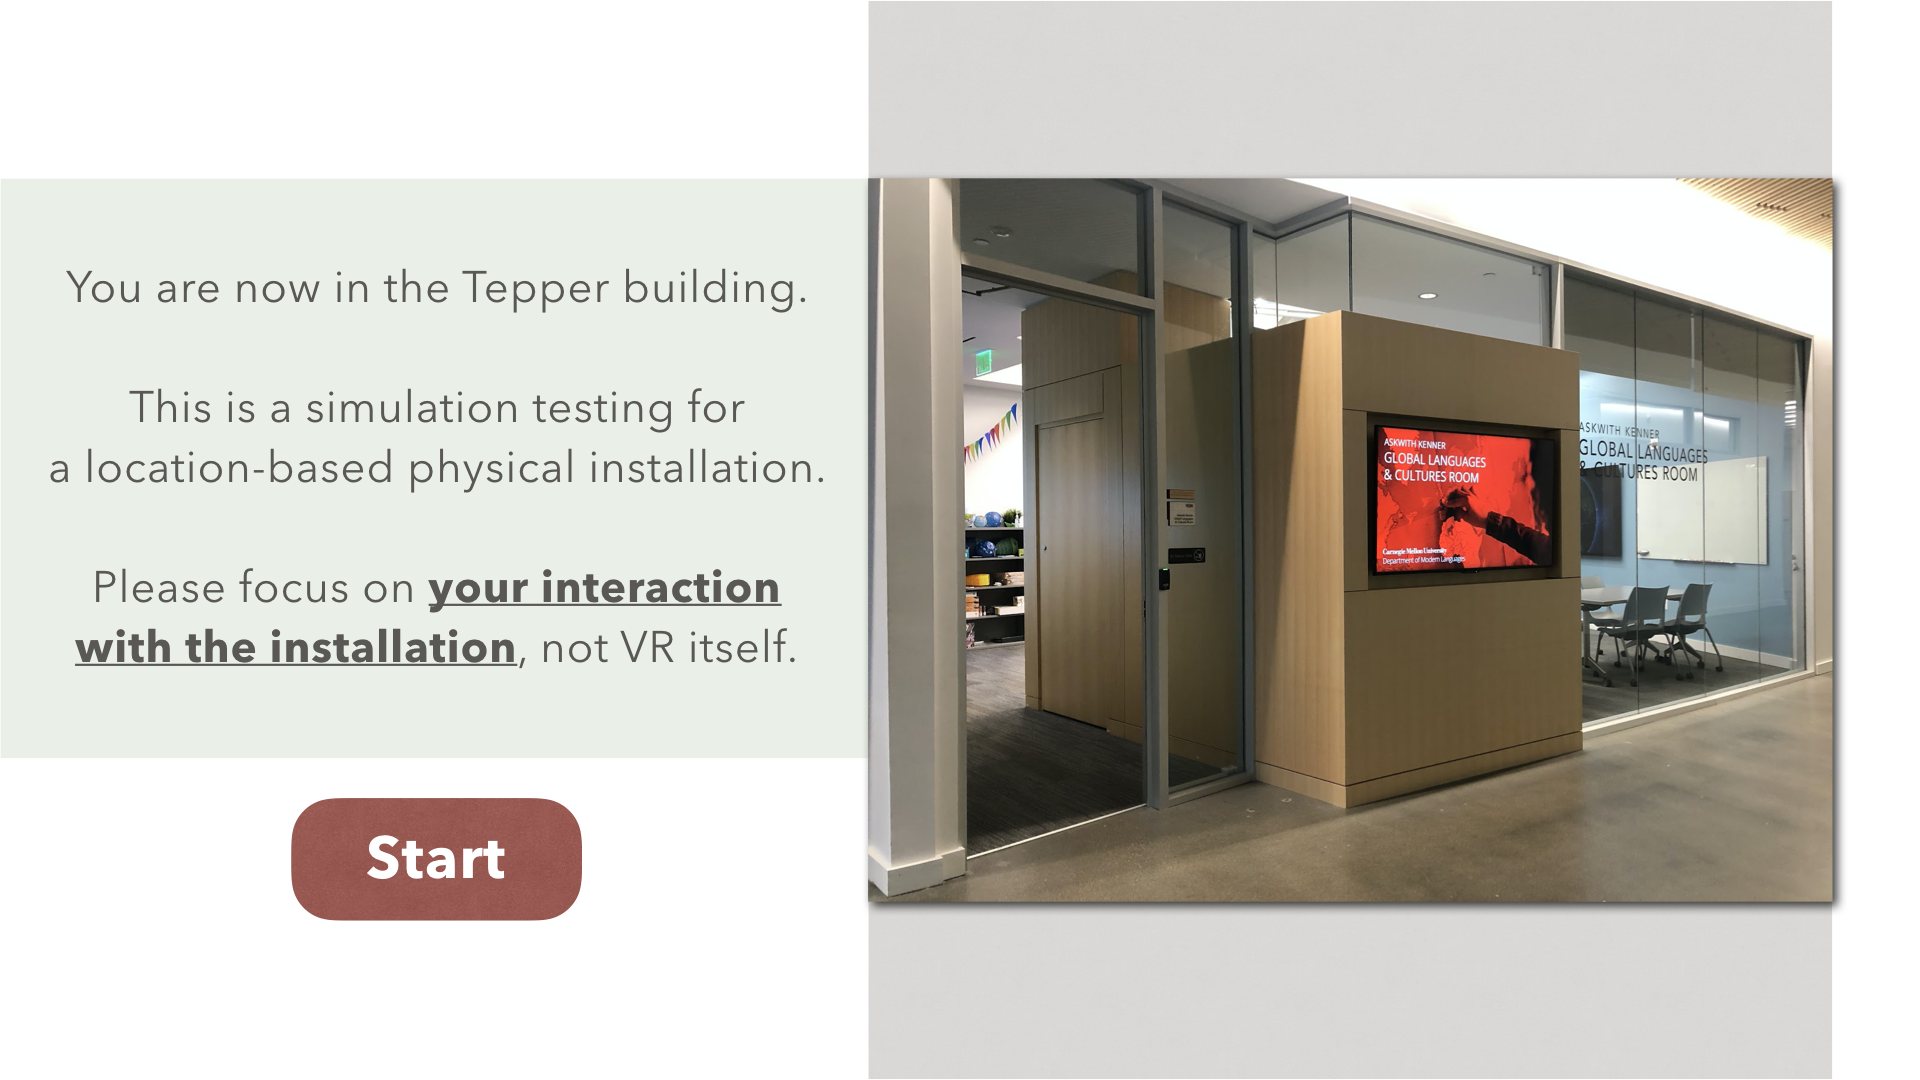 You are now in the Tepper building.
This is a simulation testing for
a location-based physical installation.
Please focus on your interaction
with the installation, not VR itself.
Start
ASKWITH KENNER
GLOBAL LANGUAGES
& CULTURES ROOM
Carnegie Mellon University
Department of Modern Languages
ASKWITH KENNER
GLOBAL LANGUAGES
& CULTURES ROOM